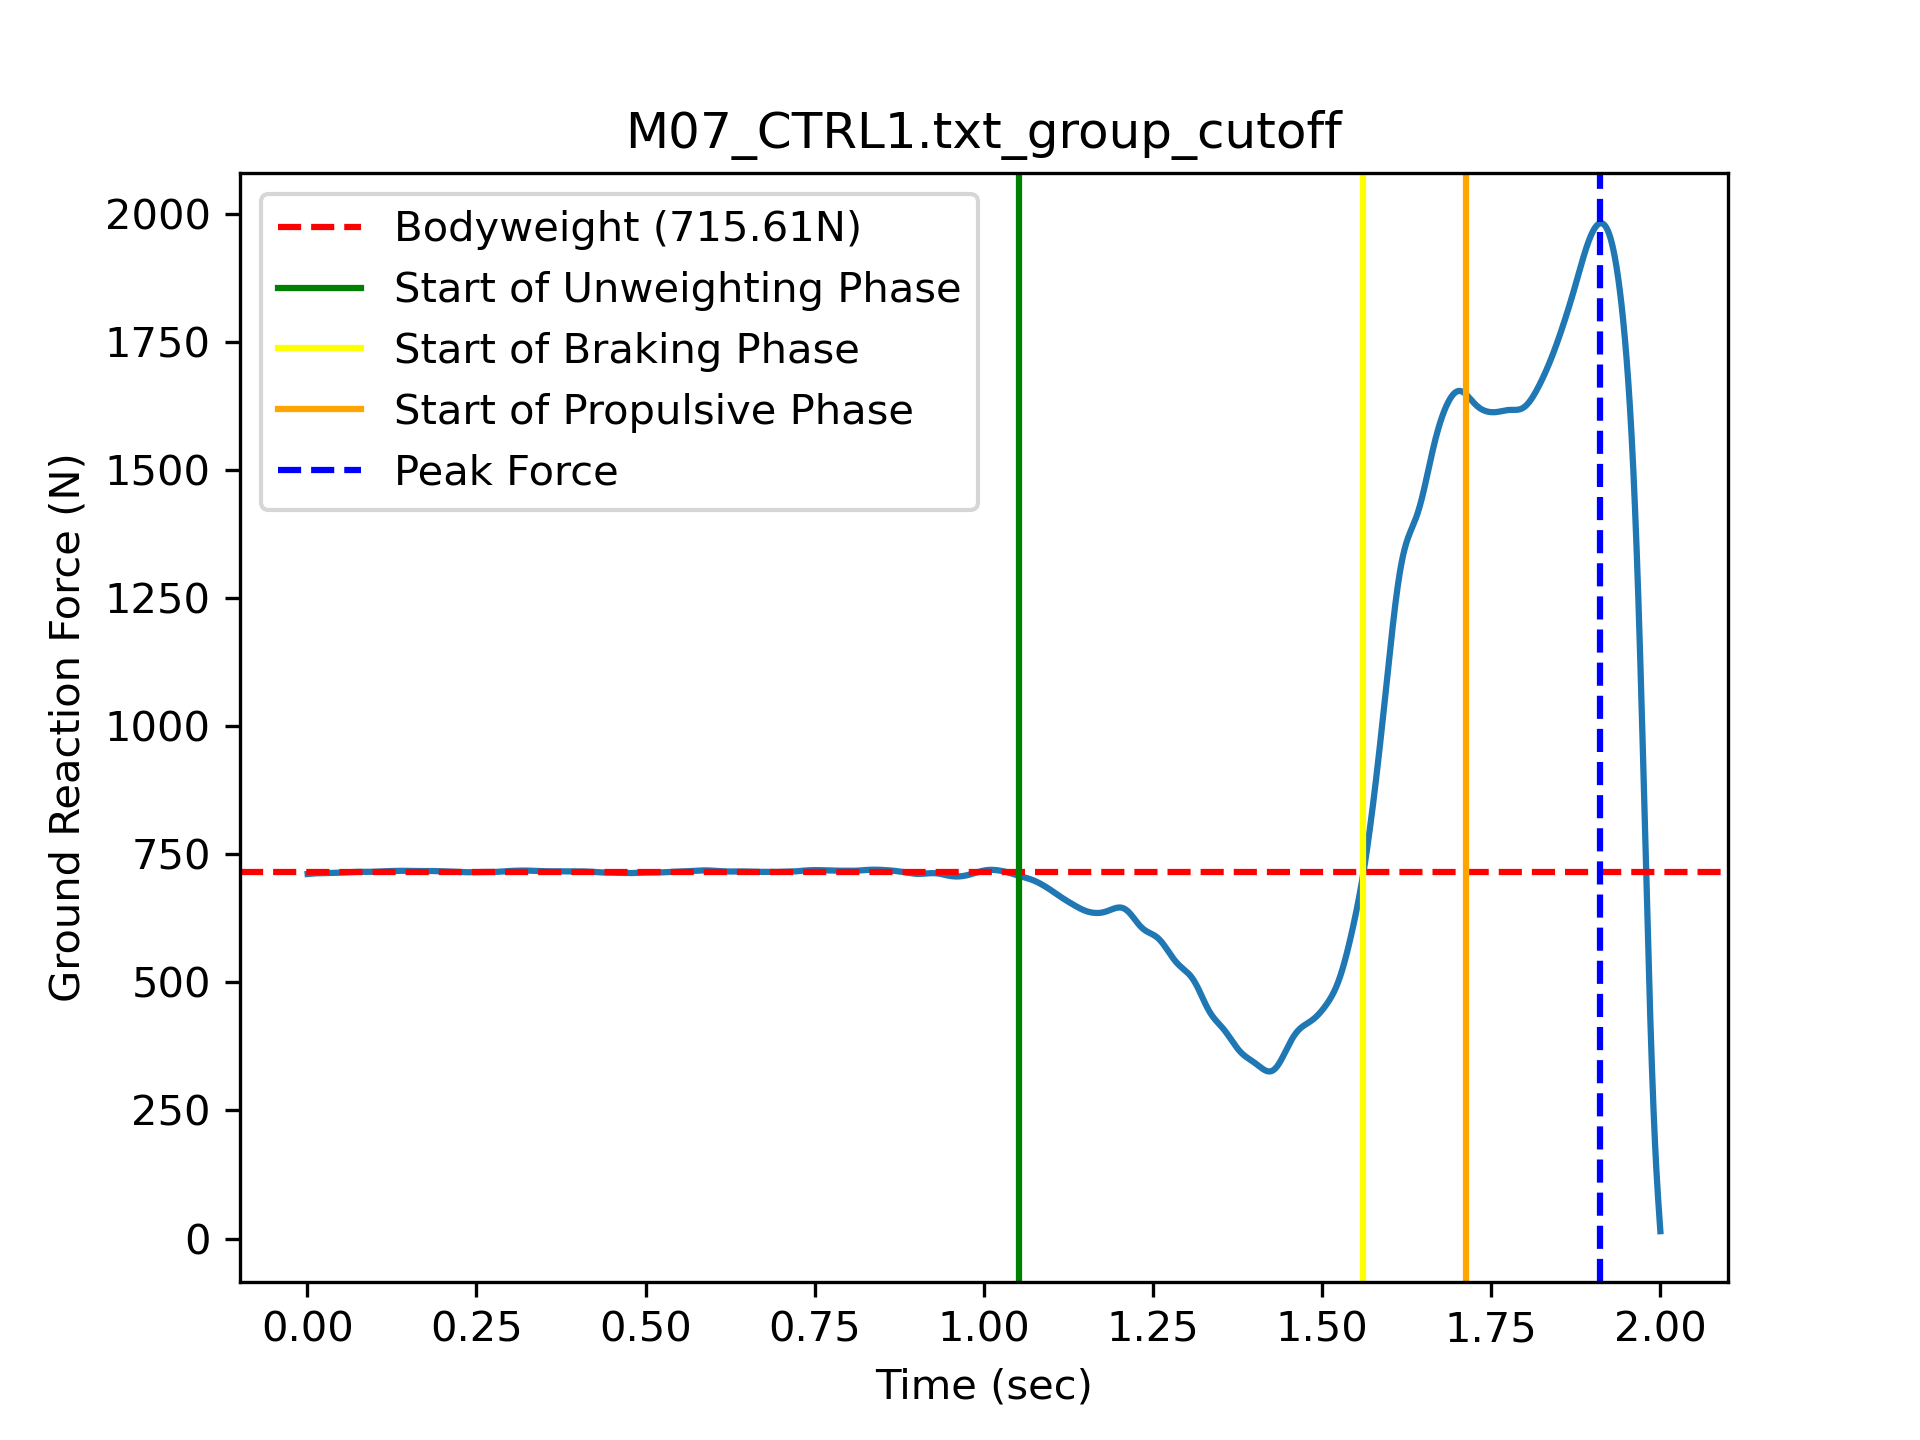 M07_CTRL1.txt_group_cutoff
Bodyweight (715.61N)
Start of Unweighting Phase
Start of Braking Phase
Start of Propulsive Phase
Peak Force
Ground Reaction Force (N)
2000
1750
1500
1250
1000
750
500
250
0
0.00 0.25 0.50 0.75 1.00 1.25 1.50 1.75 2.00
Time (sec)